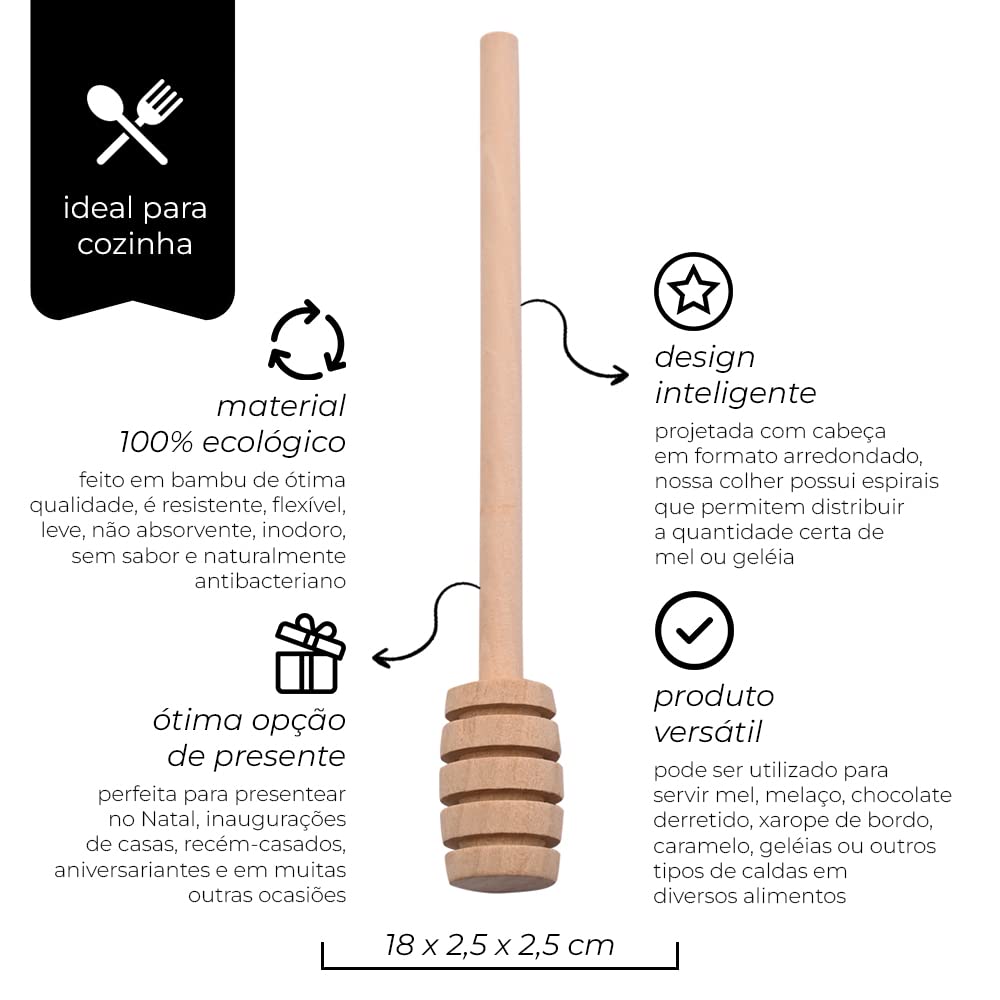 ideal para
cozinha
material
100% ecológico
feito em bambu de ótima
qualidade, é resistente, flexível,
leve, não absorvente, inodoro,
sem sabor e naturalmente
antibacteriano
design
inteligente
projetada com cabeça
em formato arredondado,
nossa colher possui espirais
que permitem distribuir
a quantidade certa de
mel ou geléia
ótima opção
de presente
perfeita para presentear
no Natal, inaugurações
de casas, recém-casados,
aniversariantes e em muitas
outras ocasiões
produto
versátil
pode ser utilizado para
servir mel, melaço, chocolate
derretido, xarope de bordo,
caramelo, geléias ou outros
tipos de caldas em
diversos alimentos
18 x 2,5 x 2,5 cm